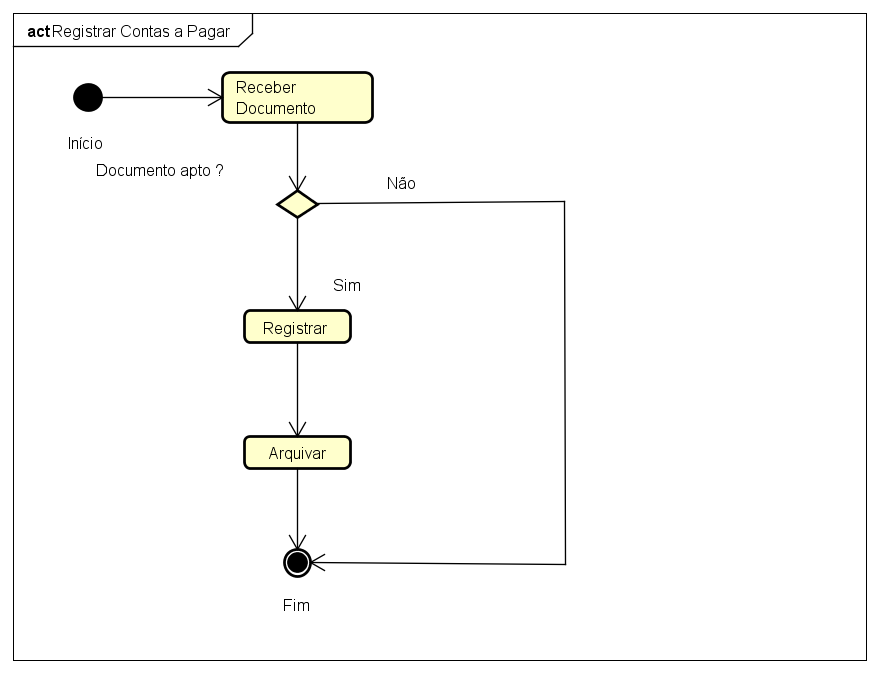 act Registrar Contas a Pagar
Receber
Documento
Início
Documento apto ?
Não
Sim
Registrar
Arquivar
Fim